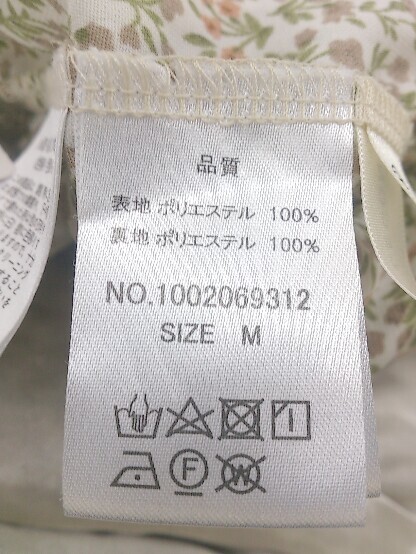 品質
表地 ポリエステル 100%
裏地 ポリエステル 100%
NO.1002069312
SIZE M
F
W